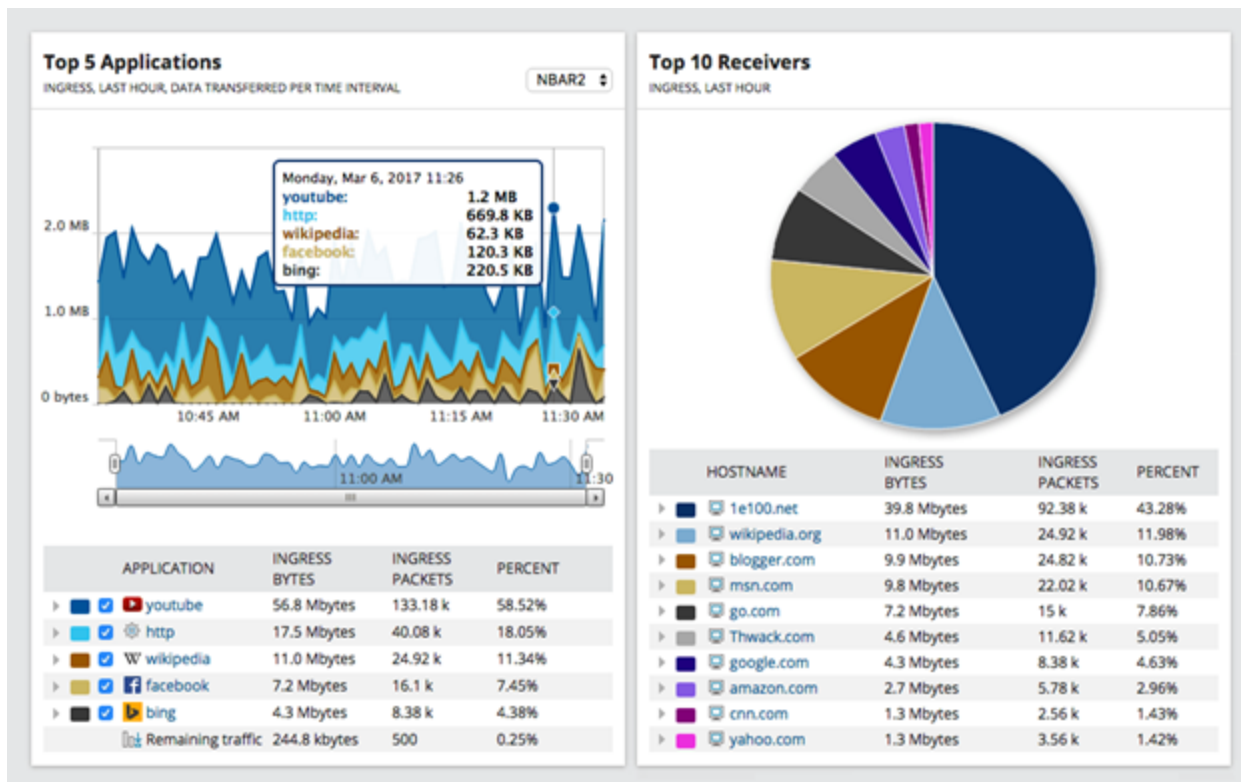 Top 5 Applications
INGRESS, LAST HOUR, DATA TRANSFERRED PER TIME INTERVAL
NBAR2
Monday, Mar 6, 2017 11:26
youtube: 1.2 MB
http: 669.8 KB
wikipedia: 62.3 KB
facebook: 120.3 KB
bing: 220.5 KB
2.0 MB
1.0 MB
0 bytes
10:45 AM 11:00 AM 11:15 AM 11:30 AM
11:00 AM 11:30
APPLICATION INGRESS BYTES INGRESS PACKETS PERCENT
youtube 56.8 Mbytes 133.18 k 58.52%
http 17.5 Mbytes 40.08 k 18.05%
W wikipedia 11.0 Mbytes 24.92 k 11.34%
f facebook 7.2 Mbytes 16.1 k 7.45%
b bing 4.3 Mbytes 8.38 k 4.38%
Remaining traffic 244.8 kbytes 500 0.25%
Top 10 Receivers
INGRESS, LAST HOUR
HOSTNAME INGRESS BYTES INGRESS PACKETS PERCENT
1e100.net 39.8 Mbytes 92.38 k 43.28%
wikipedia.org 11.0 Mbytes 24.92 k 11.98%
blogger.com 9.9 Mbytes 24.82 k 10.73%
msn.com 9.8 Mbytes 22.02 k 10.67%
go.com 7.2 Mbytes 15 k 7.86%
Thwack.com 4.6 Mbytes 11.62 k 5.05%
google.com 4.3 Mbytes 8.38 k 4.63%
amazon.com 2.7 Mbytes 5.78 k 2.96%
cnn.com 1.3 Mbytes 2.56 k 1.43%
yahoo.com 1.3 Mbytes 3.56 k 1.42%